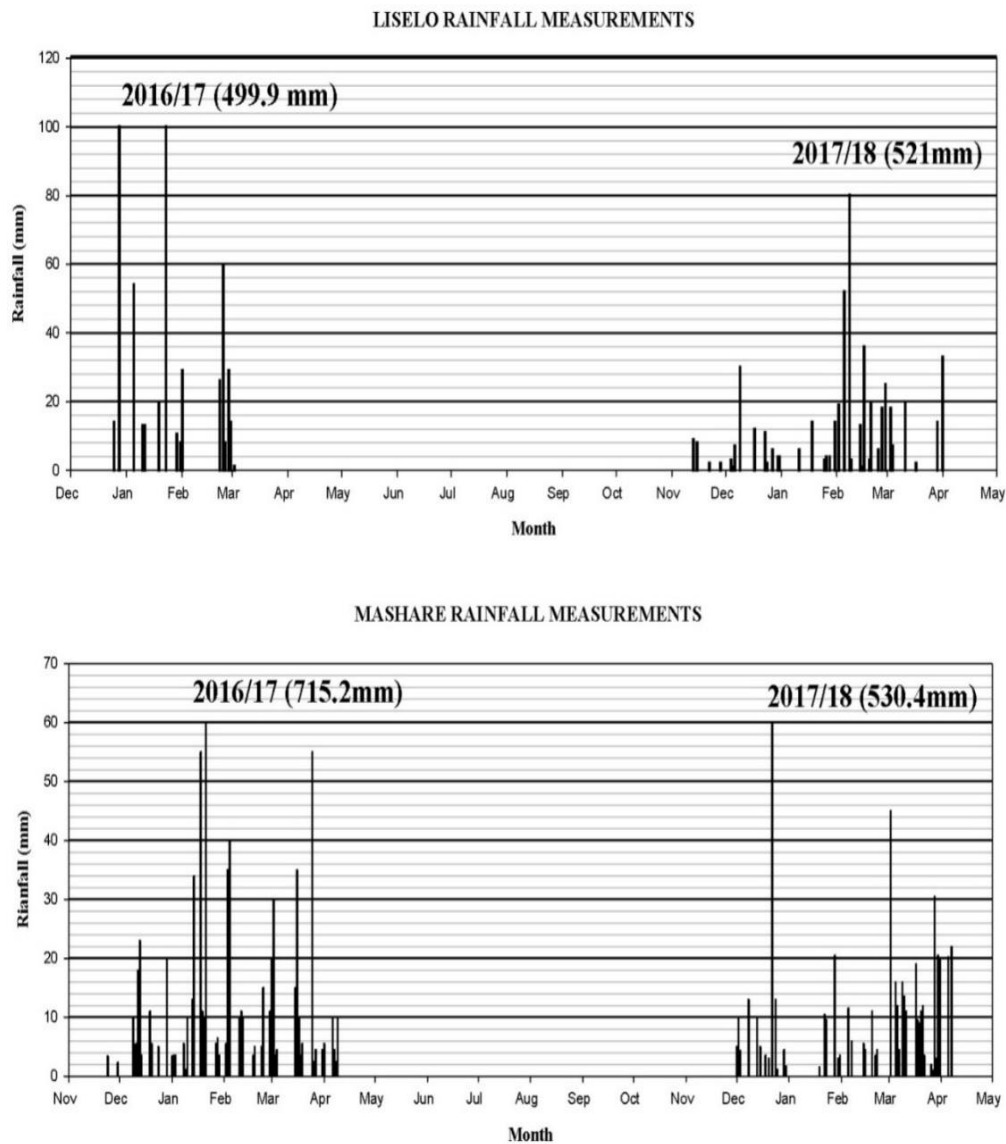 LISELO RAINFALL MEASUREMENTS
120
2016/17 (499.9 mm)
100
2017/18 (521mm)
80
60
Rainfall (mm)
40
20
0
Dec Jan Feb Mar Apr May Jun Jul Aug Sep Oct Nov Dec Jan Feb Mar Apr May
Month
MASHARE RAINFALL MEASUREMENTS
70
2016/17 (715.2mm)
2017/18 (530.4mm)
60
50
40
Rianfall (mm)
30
20
10
0
Nov Dec Jan Feb Mar Apr May Jun Jul Aug Sep Oct Nov Dec Jan Feb Mar Apr May
Month